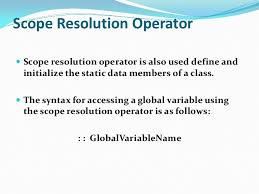 Scope Resolution Operator
Scope resolution operator is also used define and
initialize the static data members of a class.
The syntax for accessing a global variable using
the scope resolution operator is as follows:
: : GlobalVariableName